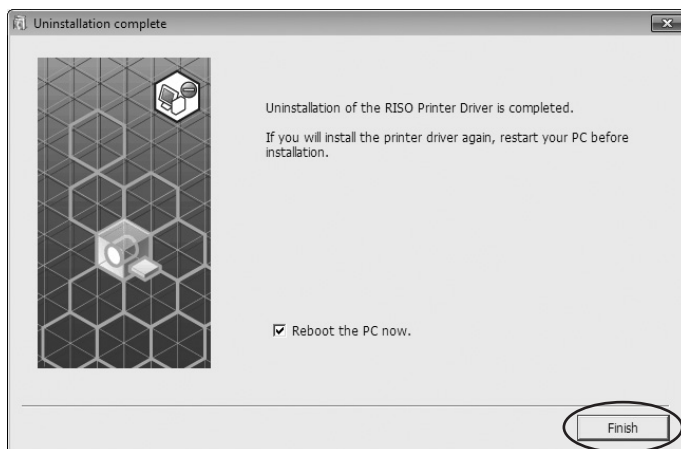 Uninstallation complete
Uninstallation of the RISO Printer Driver is completed.
If you will install the printer driver again, restart your PC before
installation.
Reboot the PC now.
Finish